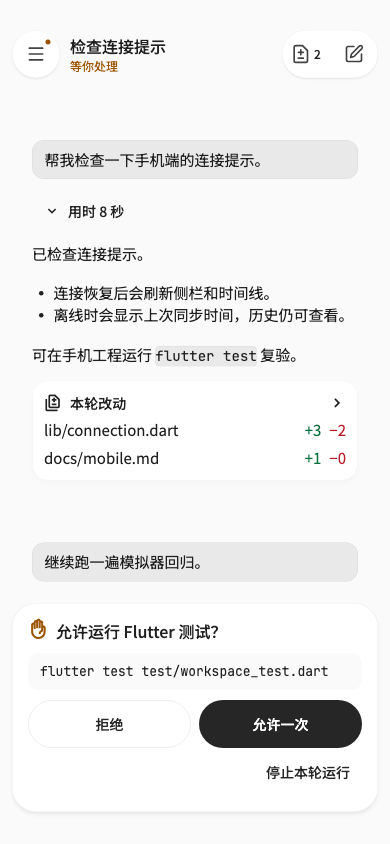 检查连接提示
等你处理
2
帮我检查一下手机端的连接提示。
用时 8 秒
已检查连接提示。
• 连接恢复后会刷新侧栏和时间线。
• 离线时会显示上次同步时间，历史仍可查看。
可在手机工程运行 flutter test 复验。
本轮改动
lib/connection.dart +3 −2
docs/mobile.md +1 −0
继续跑一遍模拟器回归。
允许运行 Flutter 测试？
flutter test test/workspace_test.dart
拒绝 允许一次
停止本轮运行